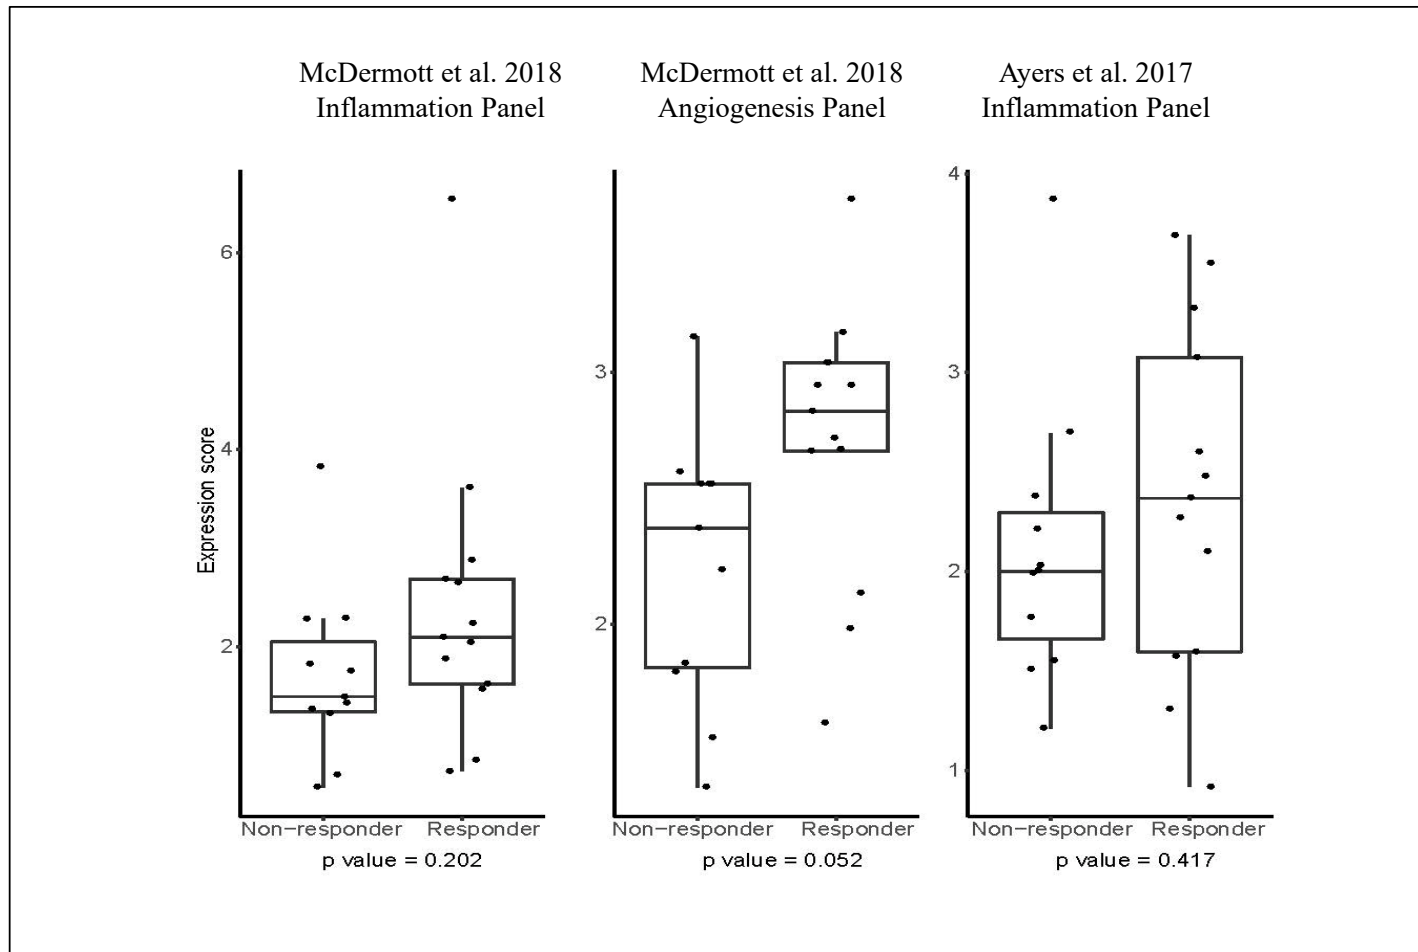 McDermott et al. 2018
Inflammation Panel
McDermott et al. 2018
Angiogenesis Panel
Ayers et al. 2017
Inflammation Panel
Expression score
6
4
2
Non-responder
Responder
p value = 0.202
3
2
Non-responder
Responder
p value = 0.052
4
3
2
1
Non-responder
Responder
p value = 0.417